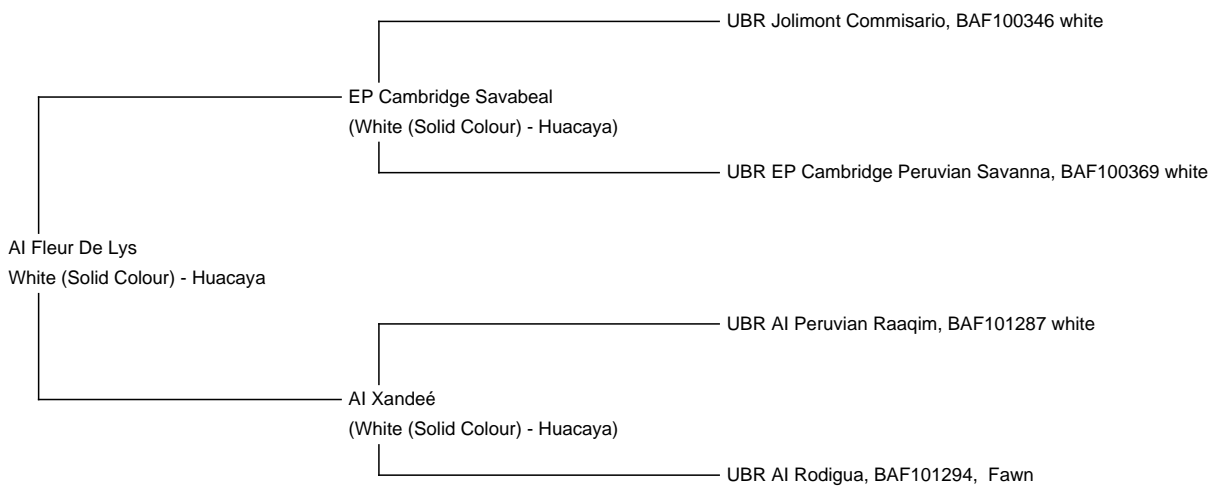 UBR Jolimont Commisario, BAF100346 white
EP Cambridge Savabeal
(White (Solid Colour) - Huacaya)
UBR EP Cambridge Peruvian Savanna, BAF100369 white
AI Fleur De Lys
White (Solid Colour) - Huacaya
UBR AI Peruvian Raaqim, BAF101287 white
AI Xandeé
(White (Solid Colour) - Huacaya)
UBR AI Rodigua, BAF101294,  Fawn